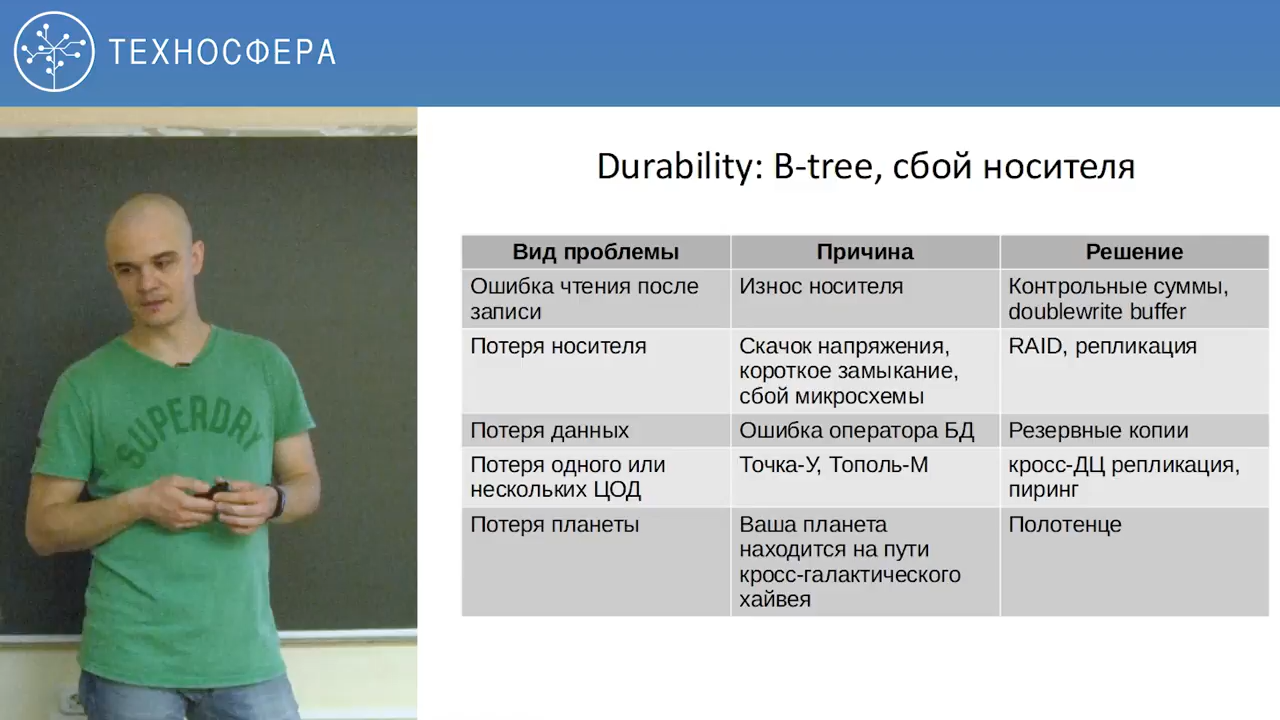 ТЕХНОСФЕРА
Durability: B-tree, сбой носителя
Вид проблемы
Причина
Решение
Ошибка чтения после
записи
Износ носителя
Контрольные суммы,
doublewrite buffer
Потеря носителя
Скачок напряжения,
короткое замыкание,
сбой микросхемы
RAID, репликация
Потеря данных
Ошибка оператора БД
Резервные копии
Потеря одного или
нескольких ЦОД
Точка-У, Тополь-М
кросс-ДЦ репликация,
пиринг
Потеря планеты
Ваша планета
находится на пути
кросс-галактического
хайвея
Полотенце
SUPERDRY